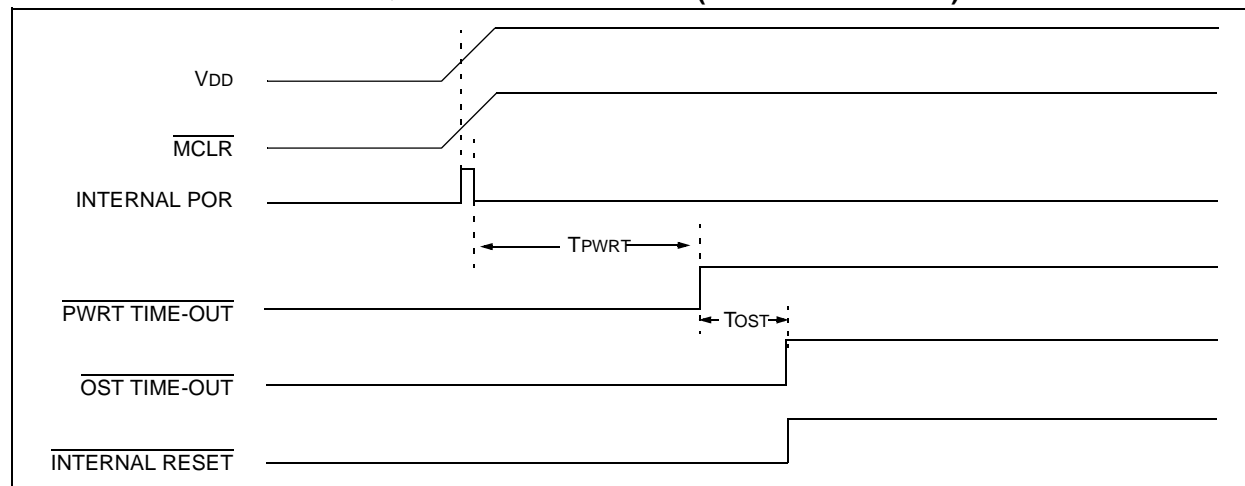 VDD
MCLR
INTERNAL POR
TPWRT
PWRT TIME-OUT
TOST
OST TIME-OUT
INTERNAL RESET